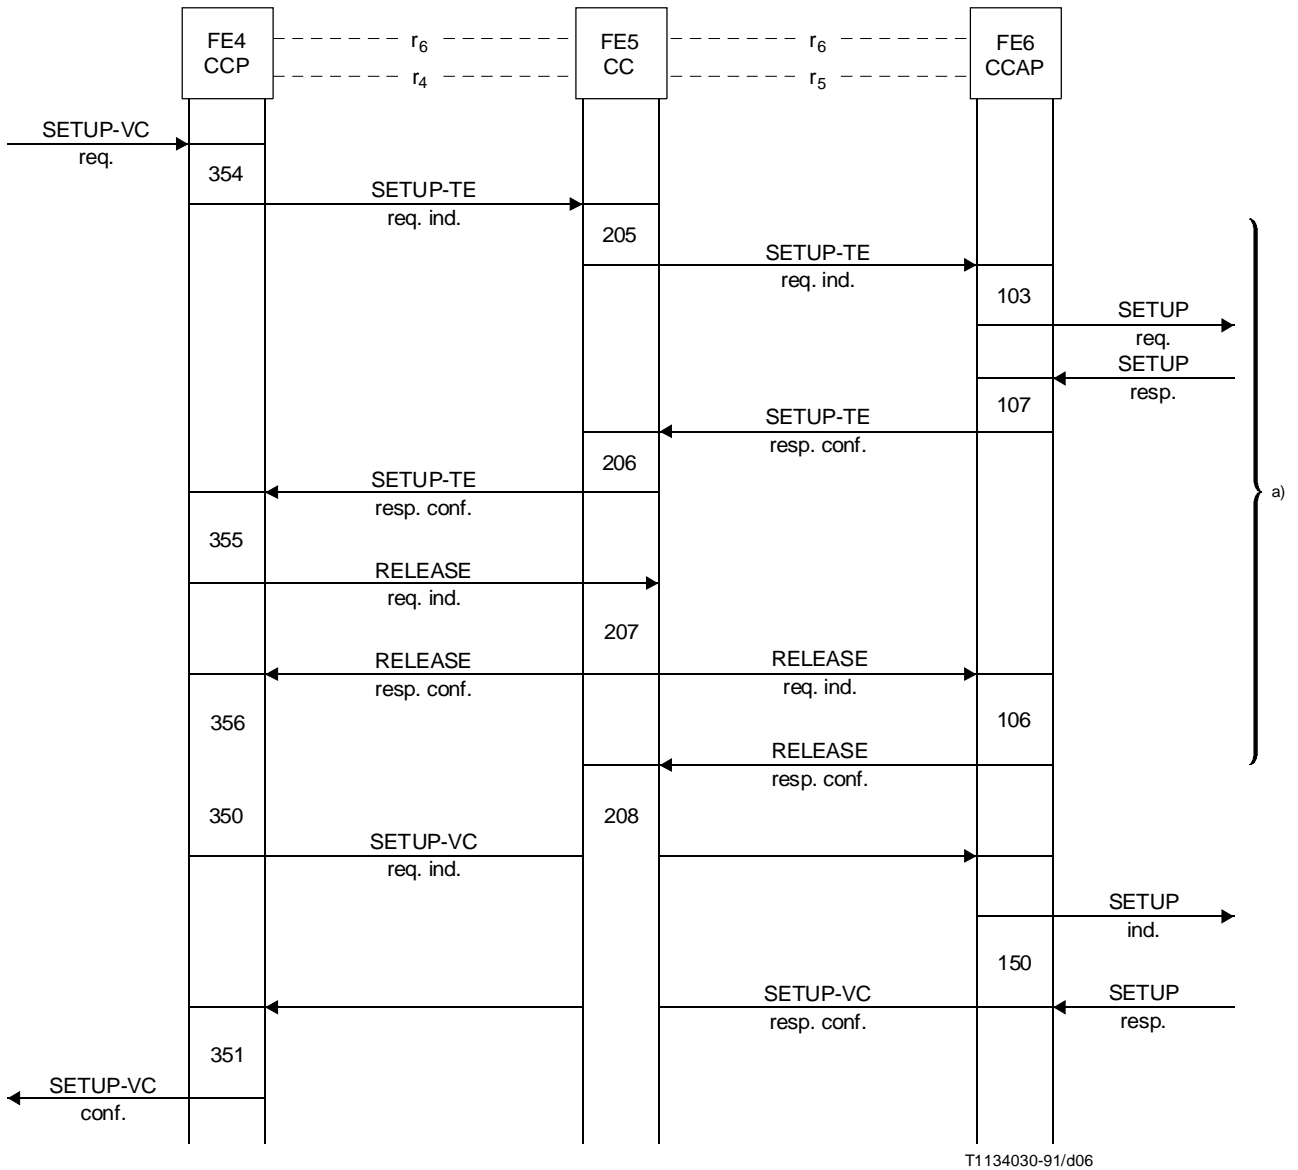 FE4
CCP
r6
FE5
CC
r6
FE6
CCAP
r4
r5
SETUP-VC
req.
354
SETUP-TE
req. ind.
205
SETUP-TE
req. ind.
103
SETUP
req.
SETUP
resp.
107
SETUP-TE
resp. conf.
206
SETUP-TE
resp. conf.
a)
355
RELEASE
req. ind.
207
RELEASE
resp. conf.
RELEASE
req. ind.
356
106
RELEASE
resp. conf.
350
208
SETUP-VC
req. ind.
SETUP
ind.
150
SETUP-VC
resp. conf.
SETUP
resp.
351
SETUP-VC
conf.
T1134030-91/d06